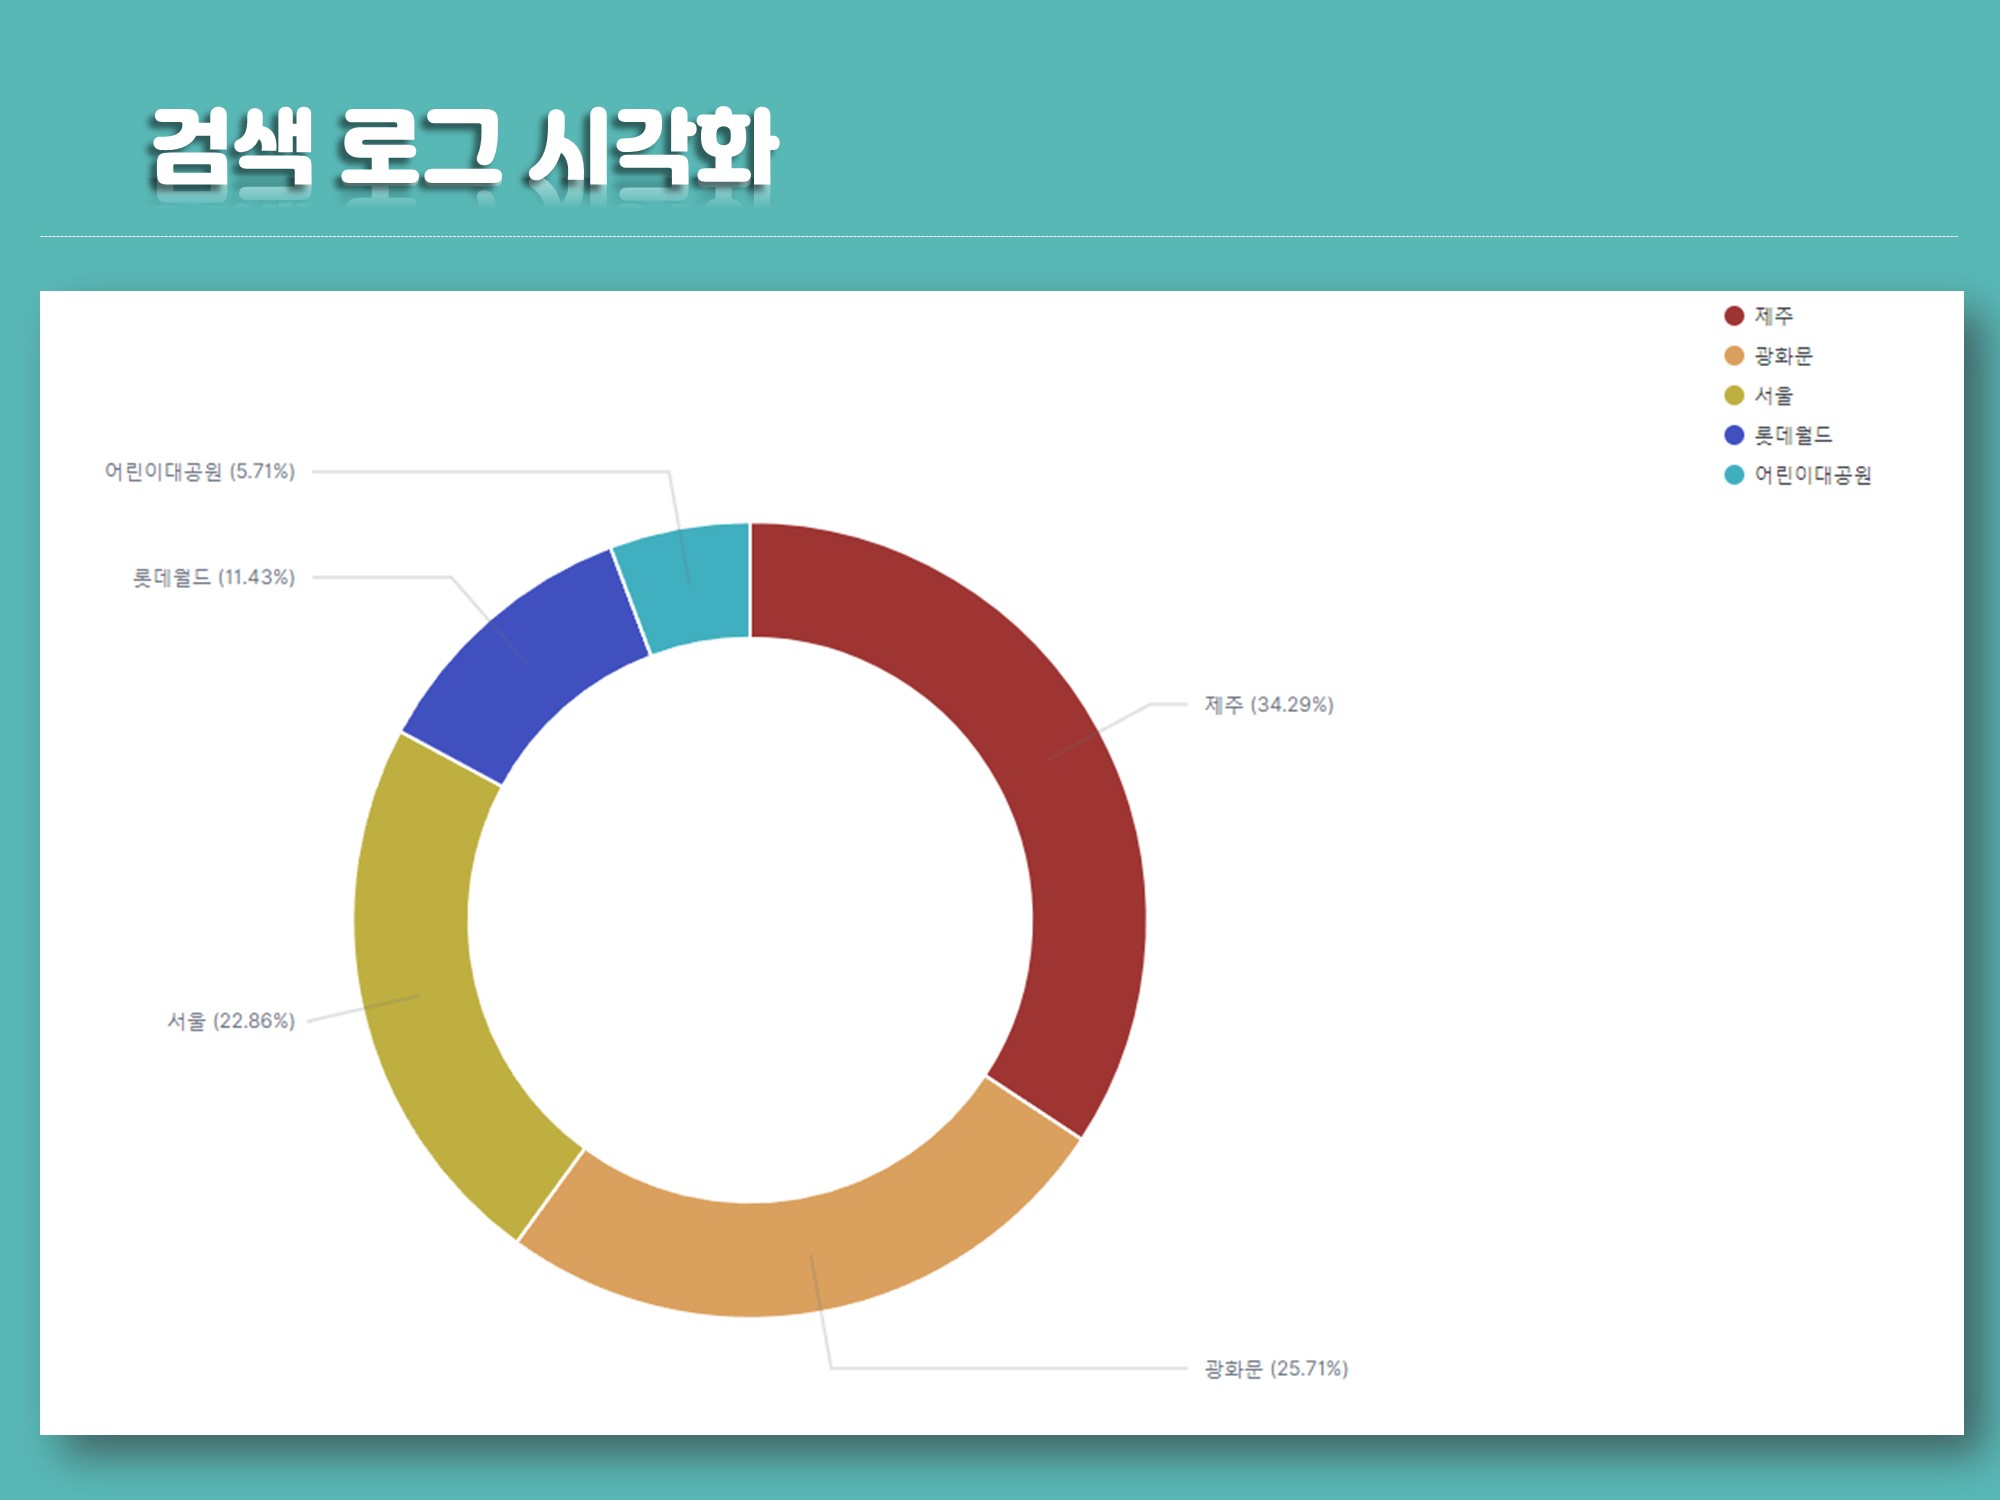 검색 로그 시각화
제주
광화문
서울
롯데월드
어린이대공원
어린이대공원 (5.71%)
롯데월드 (11.43%)
제주 (34.29%)
서울 (22.86%)
광화문 (25.71%)